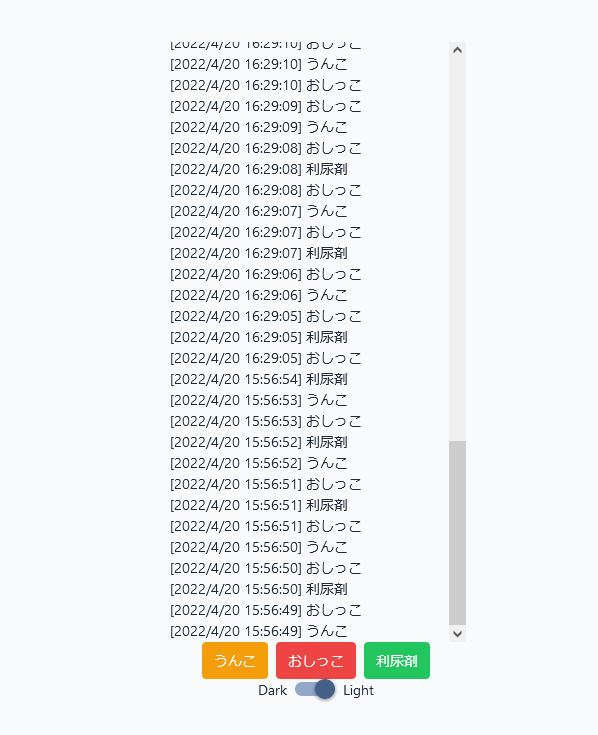 [2022/4/20 16:29:10] おしっこ
[2022/4/20 16:29:10] うんこ
[2022/4/20 16:29:10] おしっこ
[2022/4/20 16:29:09] おしっこ
[2022/4/20 16:29:09] うんこ
[2022/4/20 16:29:08] おしっこ
[2022/4/20 16:29:08] 利尿剤
[2022/4/20 16:29:08] おしっこ
[2022/4/20 16:29:07] うんこ
[2022/4/20 16:29:07] おしっこ
[2022/4/20 16:29:07] 利尿剤
[2022/4/20 16:29:06] おしっこ
[2022/4/20 16:29:06] うんこ
[2022/4/20 16:29:05] おしっこ
[2022/4/20 16:29:05] 利尿剤
[2022/4/20 16:29:05] おしっこ
[2022/4/20 15:56:54] 利尿剤
[2022/4/20 15:56:53] うんこ
[2022/4/20 15:56:53] おしっこ
[2022/4/20 15:56:52] 利尿剤
[2022/4/20 15:56:52] うんこ
[2022/4/20 15:56:51] おしっこ
[2022/4/20 15:56:51] 利尿剤
[2022/4/20 15:56:51] おしっこ
[2022/4/20 15:56:50] うんこ
[2022/4/20 15:56:50] おしっこ
[2022/4/20 15:56:50] 利尿剤
[2022/4/20 15:56:49] おしっこ
[2022/4/20 15:56:49] うんこ
うんこ おしっこ 利尿剤
Dark Light